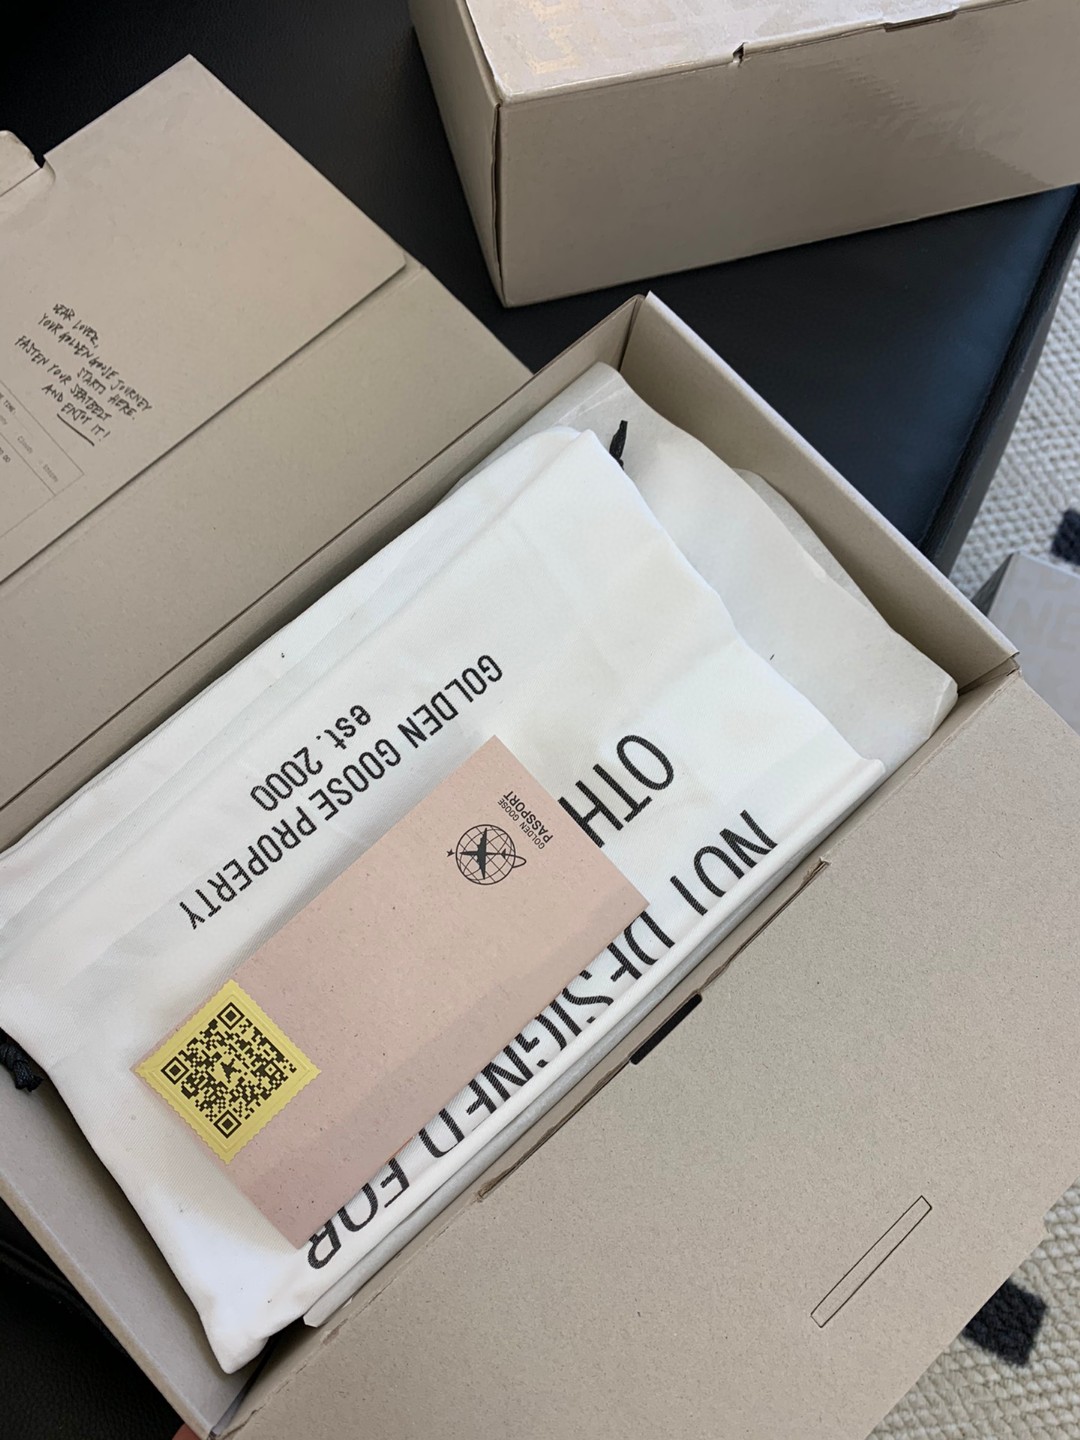 DEAR LOVER,
YOUR GOLDEN GOOSE JOURNEY
STARTS HERE.
FASTEN YOUR SEATBELT
AND ENJOY IT!
GOLDEN GOOSE PROPERTY
est. 2000
GOLDEN GOOSE
PASSPORT
NOT DESIGNED FOR
OTH